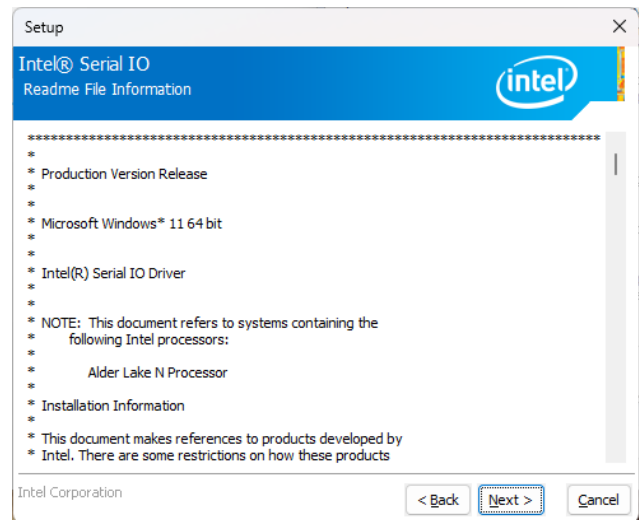 Setup
Intel® Serial IO
Readme File Information
intel
***************************************************************************
*
* Production Version Release
*
*
* Microsoft Windows* 11 64 bit
*
*
* Intel(R) Serial IO Driver
*
*
* NOTE: This document refers to systems containing the
* following Intel processors:
*
* Alder Lake N Processor
*
* Installation Information
*
* This document makes references to products developed by
* Intel. There are some restrictions on how these products
Intel Corporation
< Back
Next >
Cancel